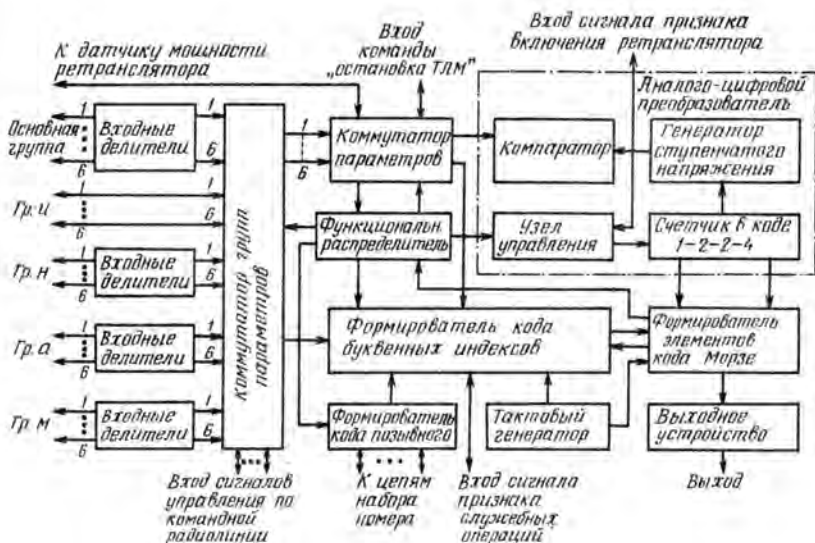 К датчику мощности
ретранслятора
Вход
команды
„остановка ТЛМ"
Вход сигнала признака
включения ретранслятора
Аналого-цифровой
преобразователь
Основная
группа
1
6
Входные
делители
1
6
Гр. и
1
6
1
6
Гр. н
1
6
Входные
делители
1
6
Гр. а
1
6
Входные
делители
1
6
Гр. м
1
6
Входные
делители
1
6
Коммутатор групп
параметров
1
6
Коммутатор
параметров
Компаратор
Генератор
ступенчатого
напряжения
Функциональн.
распределитель
Узел
управления
Счетчик в коде
1-2-2-4
Формирователь кода
буквенных индексов
Формирователь
элементов
кода Морзе
Формирователь
кода позывного
Тактовый
генератор
Выходное
устройство
Вход сигналов
управления по
командной
радиолинии
К цепям
набора
номера
Вход сигнала
признака
служебных
операций
Выход